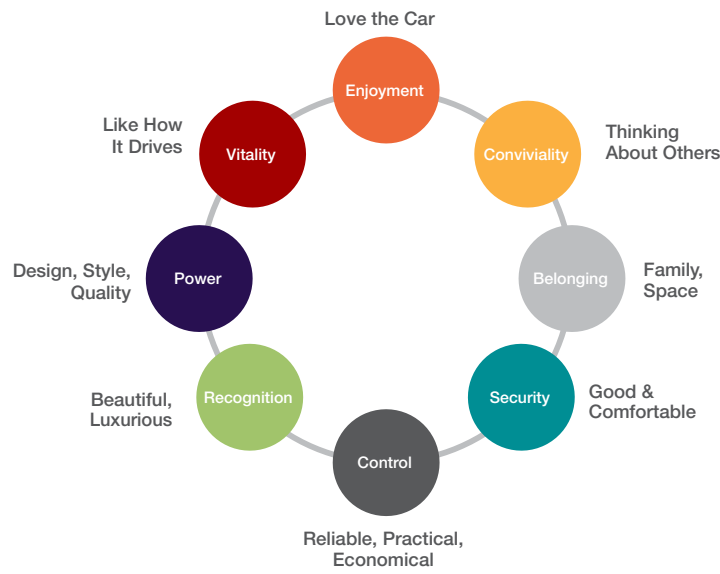 Love the Car
Enjoyment
Like How
It Drives
Vitality
Conviviality
Thinking
About Others
Design, Style,
Quality
Power
Belonging
Family,
Space
Beautiful,
Luxurious
Recognition
Security
Good &
Comfortable
Control
Reliable, Practical,
Economical